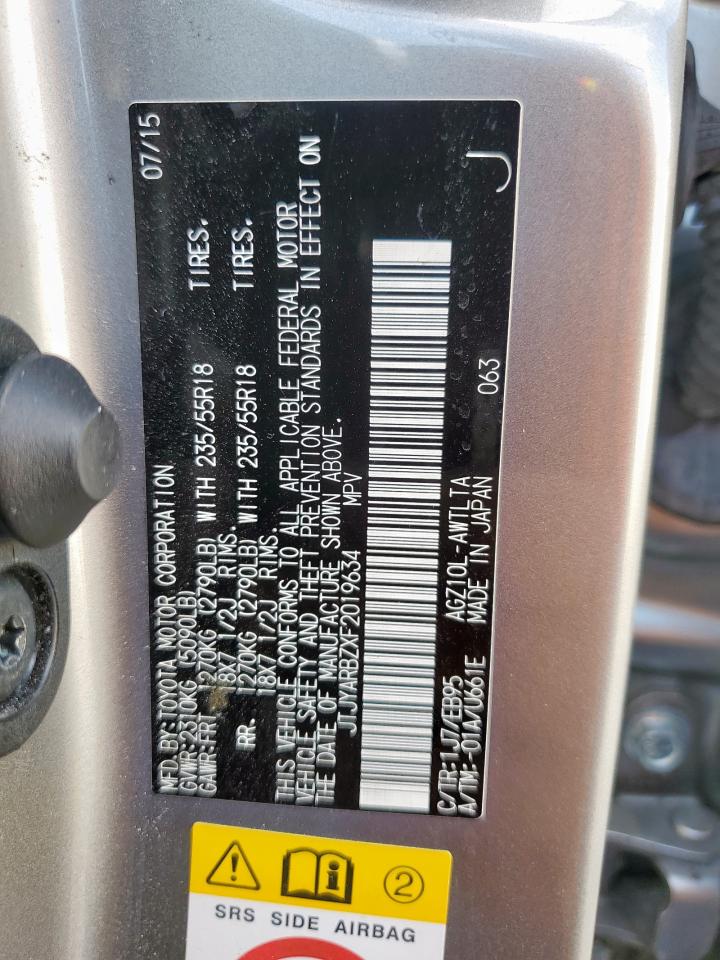 MFD. BY: TOYOTA MOTOR CORPORATION 07/15
GVWR: 2310KG (5090LB)
GAWR: FRT 1270KG (2790LB) WITH 235/55R18 TIRES.
18X7 1/2J RIMS.
RR. 1270KG (2790LB) WITH 235/55R18 TIRES.
18X7 1/2J RIMS.
THIS VEHICLE CONFORMS TO ALL APPLICABLE FEDERAL MOTOR
VEHICLE SAFETY AND THEFT PREVENTION STANDARDS IN EFFECT ON
THE DATE OF MANUFACTURE SHOWN ABOVE.
JTJYARBZXF2019634 MPV
C/TR: 1J7/EB95 AGZ10L-AWTLTA
A/TM: -01A/U661E MADE IN JAPAN 063 J
2
SRS SIDE AIRBAG